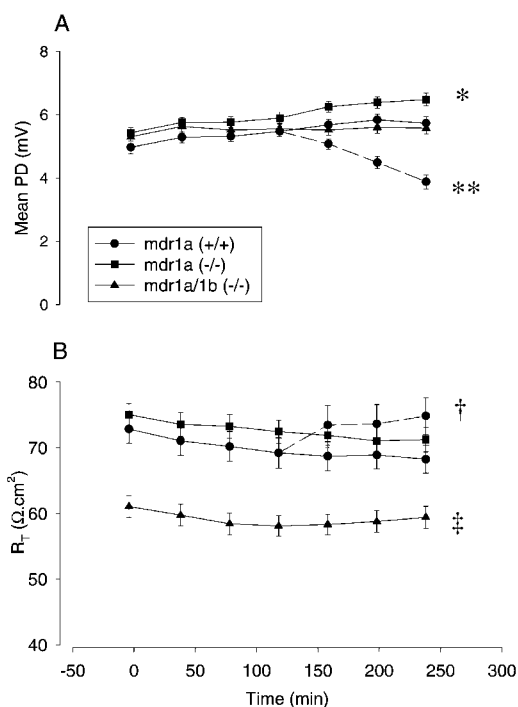 A
8
6
4
2
0
Mean PD (mV)
*
**
mdr1a (+/+)
mdr1a (-/-)
mdr1a/1b (-/-)
B
80
70
60
50
40
R_T (Ω.cm²)
†
‡
-50 0 50 100 150 200 250 300
Time (min)